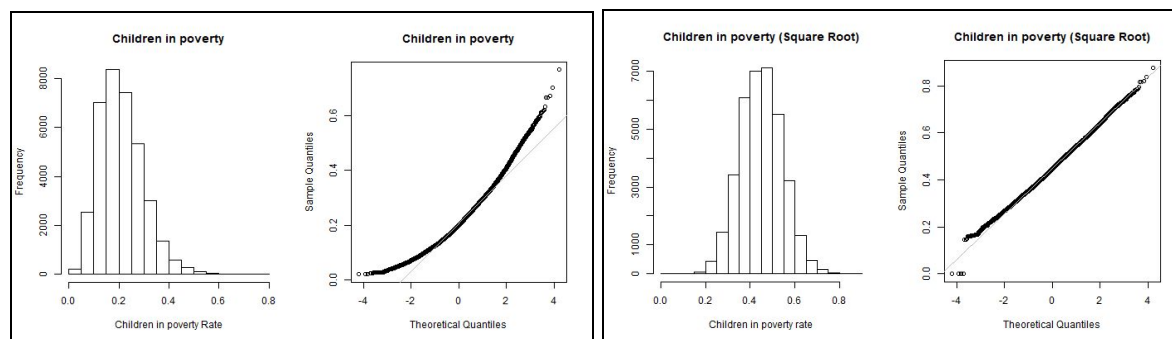 Children in poverty
Frequency
8000
6000
4000
2000
0
0.0 0.2 0.4 0.6 0.8
Children in poverty Rate
Children in poverty
Sample Quantiles
0.6
0.4
0.2
0.0
-4 -2 0 2 4
Theoretical Quantiles
Children in poverty (Square Root)
Frequency
7000
5000
3000
1000
0
0.0 0.2 0.4 0.6 0.8
Children in poverty rate
Children in poverty (Square Root)
Sample Quantiles
0.8
0.6
0.4
0.2
0.0
-4 -2 0 2 4
Theoretical Quantiles